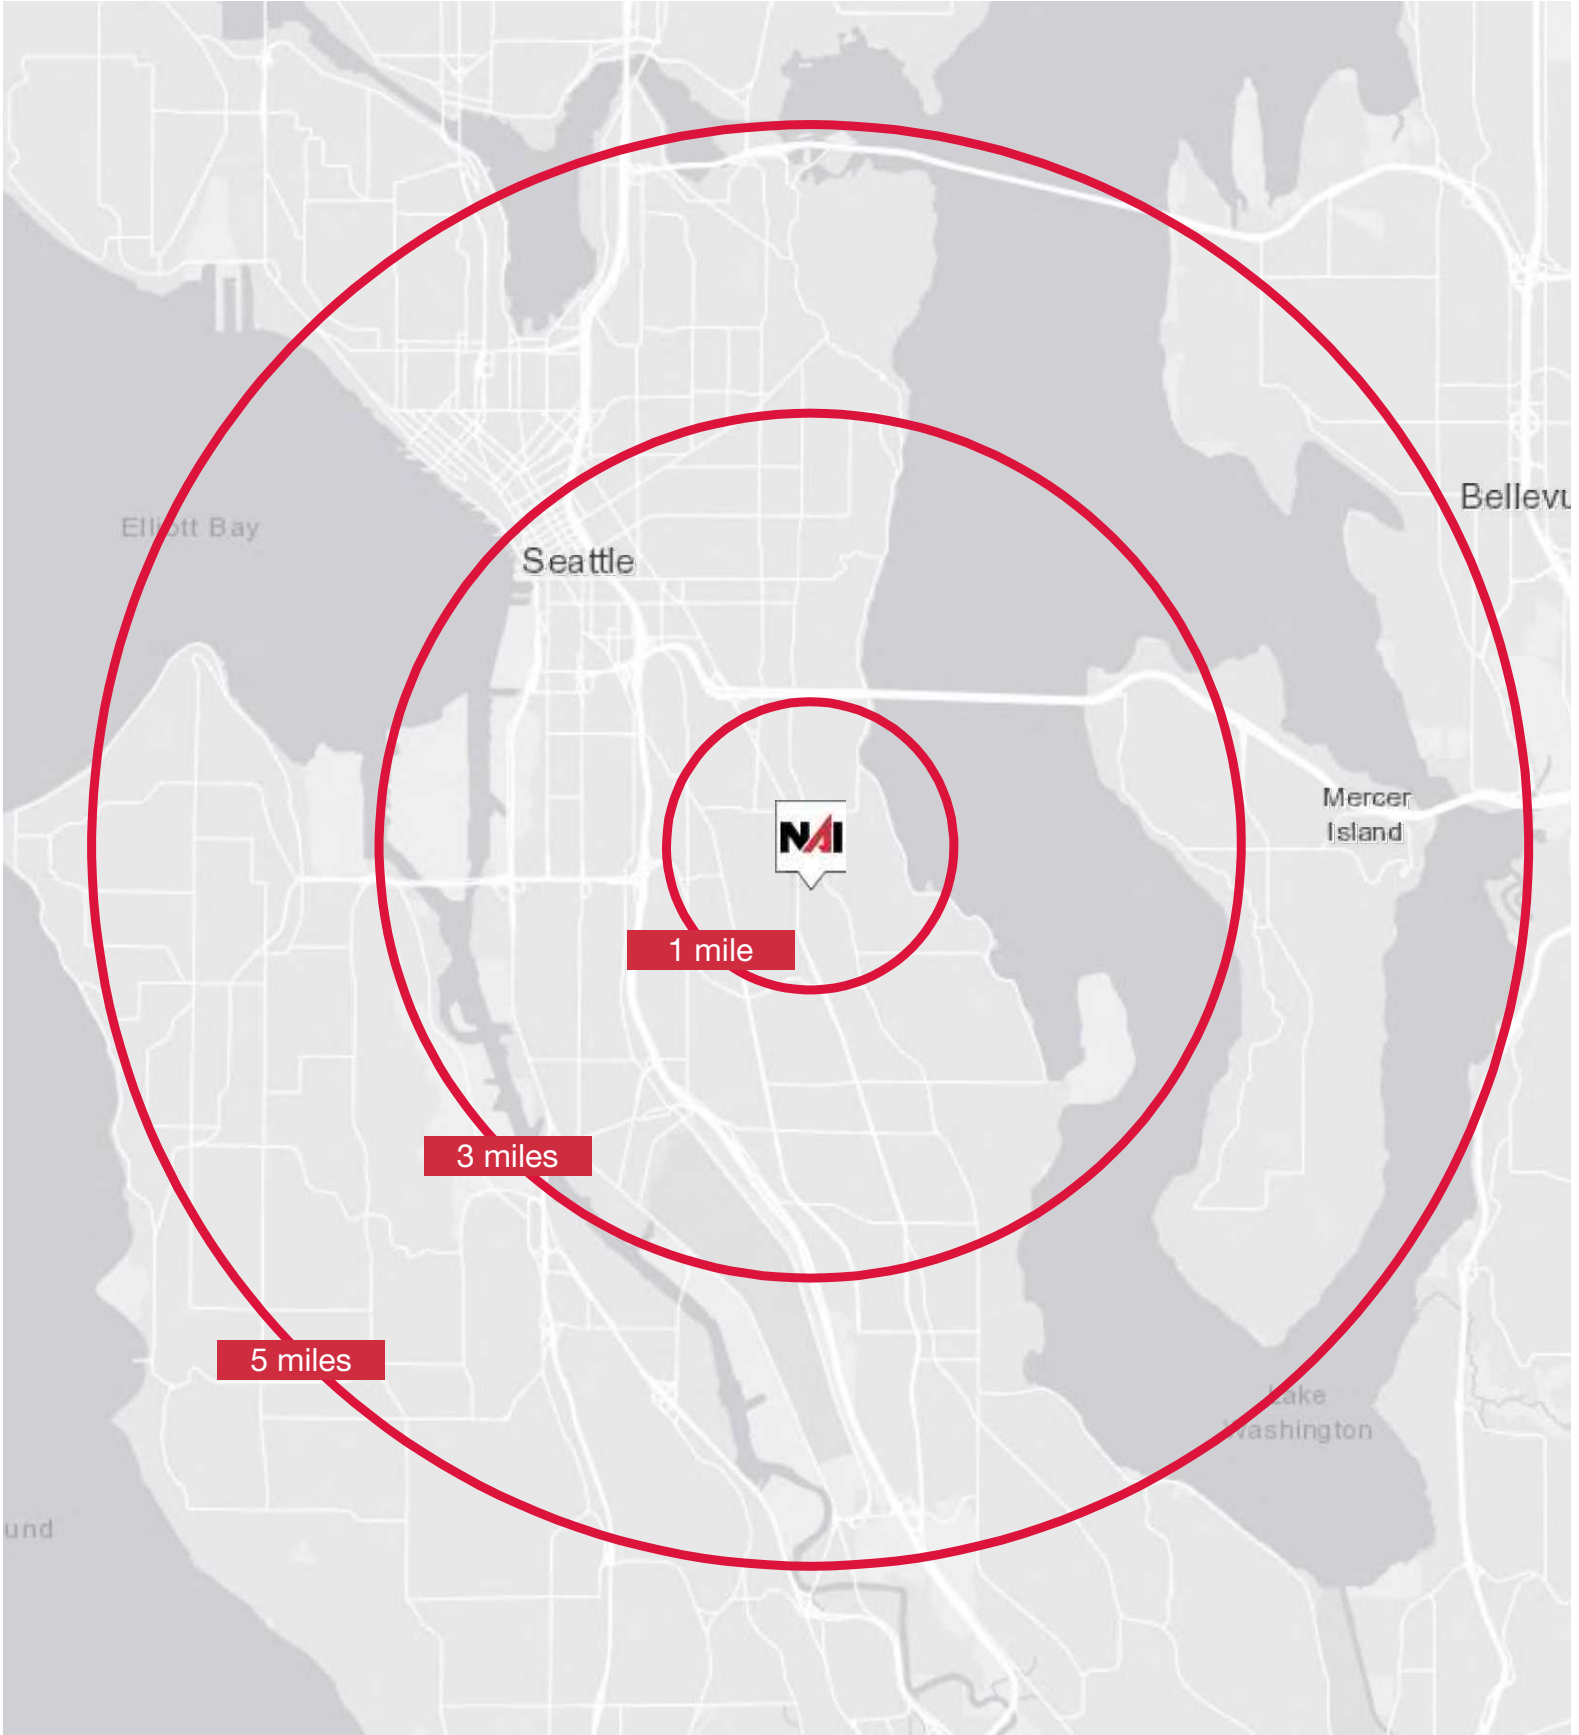 Elliott Bay
Bellevu
Seattle
Mercer
Island
NAI
1 mile
3 miles
5 miles
Lake
Washington
und